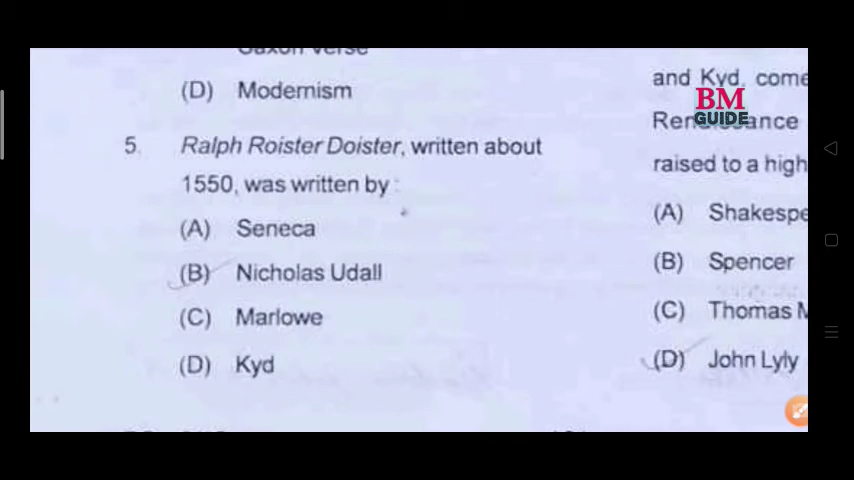 (D) Modernism
5. Ralph Roister Doister, written about
1550, was written by :
(A) Seneca
(B) Nicholas Udall
(C) Marlowe
(D) Kyd
and Kyd, come
Renaissance
raised to a high
(A) Shakespe
(B) Spencer
(C) Thomas M
(D) John Lyly
BM
GUIDE